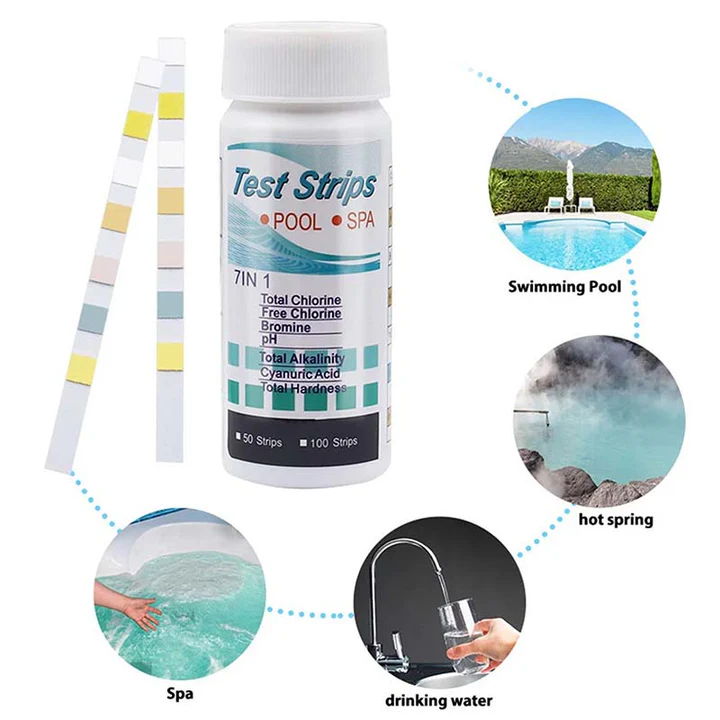 Test Strips
•POOL •SPA
7IN 1
Total Chlorine
Free Chlorine
Bromine
pH
Total Alkalinity
Cyanuric Acid
Total Hardness
50 Strips 100 Strips
Swimming Pool
hot spring
drinking water
Spa